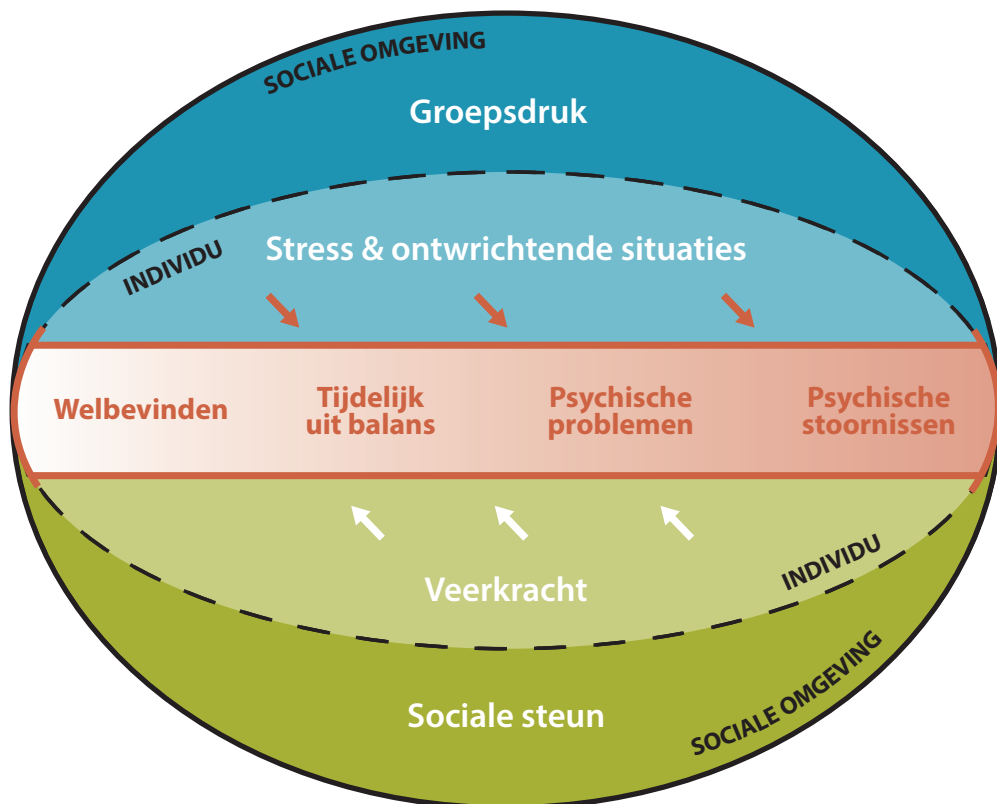 SOCIALE OMGEVING
Groepsdruk
INDIVIDU
Stress & ontwrichtende situaties
Welbevinden
Tijdelijk
uit balans
Psychische
problemen
Psychische
stoornissen
INDIVIDU
Veerkracht
SOCIALE OMGEVING
Sociale steun